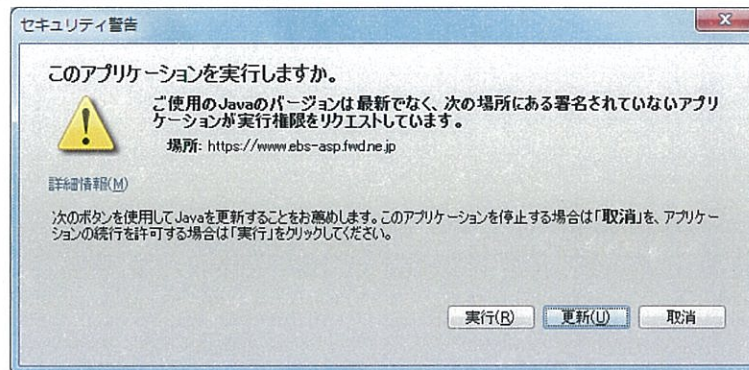 セキュリティ警告
このアプリケーションを実行しますか。
ご使用のJavaのバージョンは最新でなく、次の場所にある署名されていないアプリ
ケーションが実行権限をリクエストしています。
場所: https://www.ebs-asp.fwd.ne.jp
詳細情報(M)
次のボタンを使用してJavaを更新することをお薦めします。このアプリケーションを停止する場合は「取消」を、アプリケー
ションの続行を許可する場合は「実行」をクリックしてください。
実行(R) 更新(U) 取消